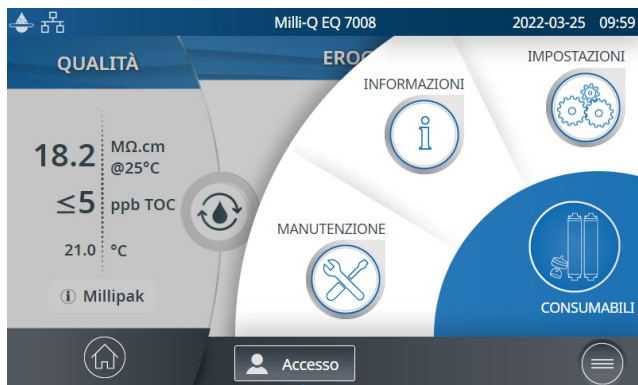 Milli-Q EQ 7008
2022-03-25 09:59
QUALITÀ
EROG
INFORMAZIONI
IMPOSTAZIONI
18.2 MΩ.cm
@25°C
≤5 ppb TOC
21.0 °C
i Millipak
MANUTENZIONE
CONSUMABILI
Accesso